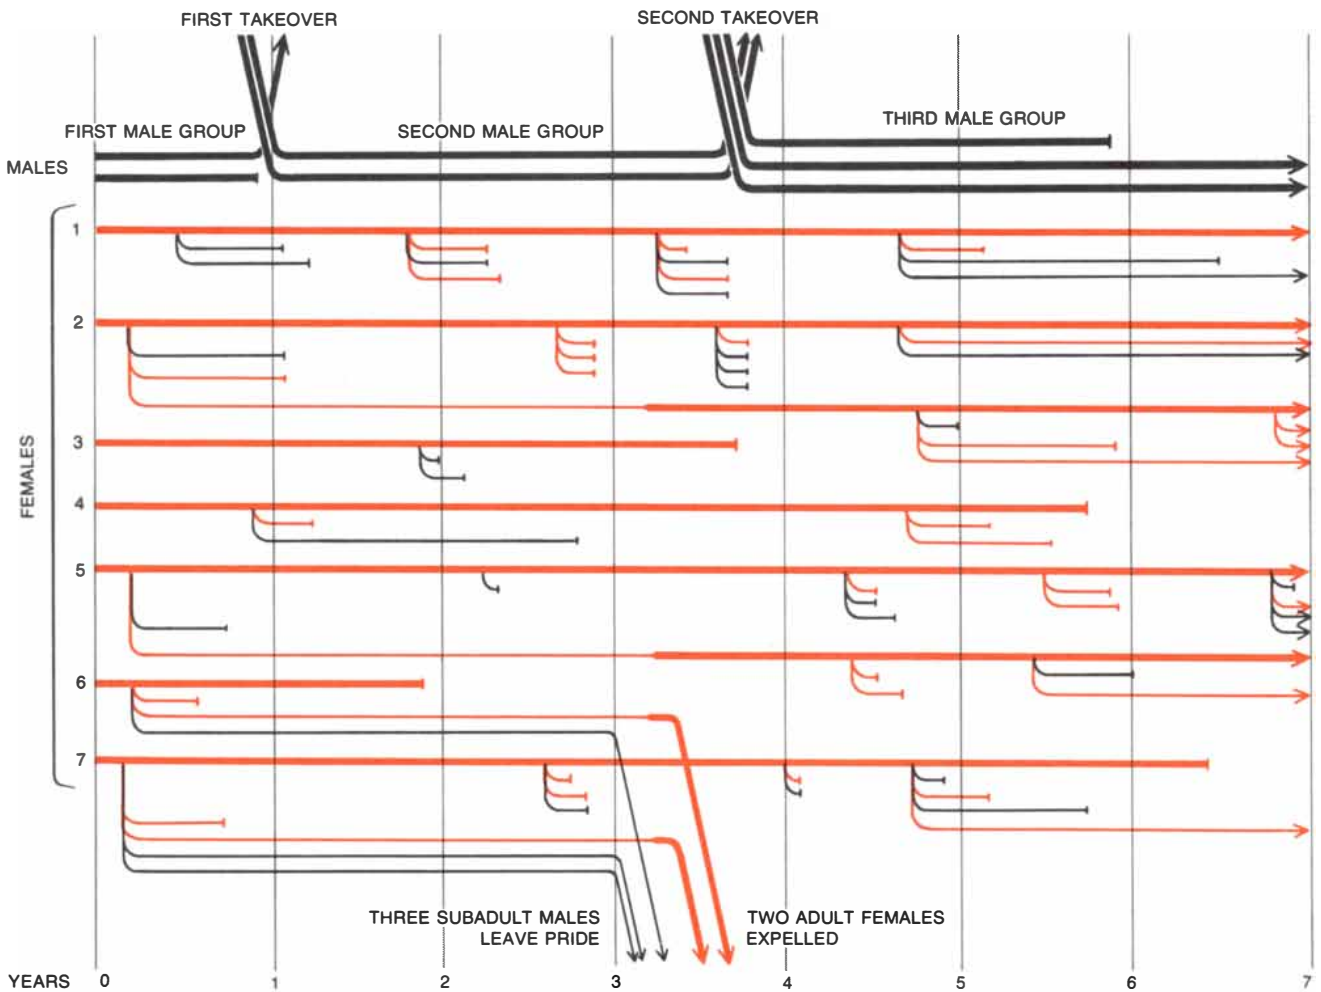 FIRST TAKEOVER
SECOND TAKEOVER
FIRST MALE GROUP
SECOND MALE GROUP
THIRD MALE GROUP
MALES
FEMALES
1
2
3
4
5
6
7
THREE SUBADULT MALES
LEAVE PRIDE
TWO ADULT FEMALES
EXPELLED
YEARS 0 1 2 3 4 5 6 7